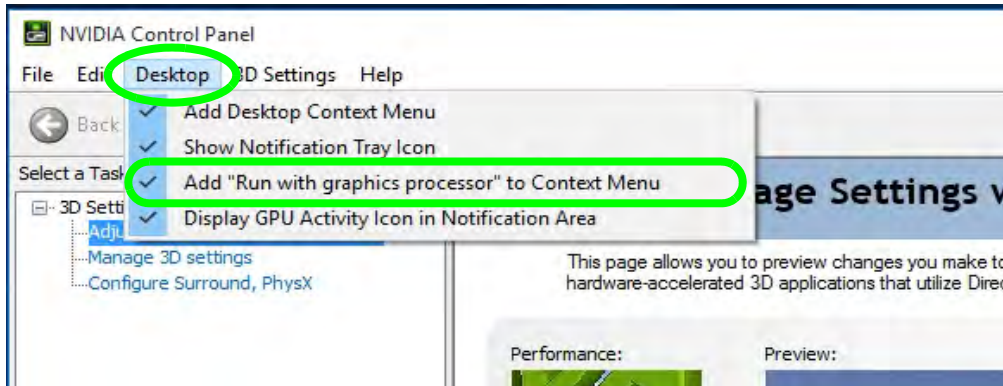 NVIDIA Control Panel
File Edi Desktop 3D Settings Help
Back
Add Desktop Context Menu
Show Notification Tray Icon
Select a Task
Add "Run with graphics processor" to Context Menu
Display GPU Activity Icon in Notification Area
age Settings v
3D Setti
Adju
Manage 3D settings
Configure Surround, PhysX
This page allows you to preview changes you make to
hardware-accelerated 3D applications that utilize Direc
Performance:
Preview: